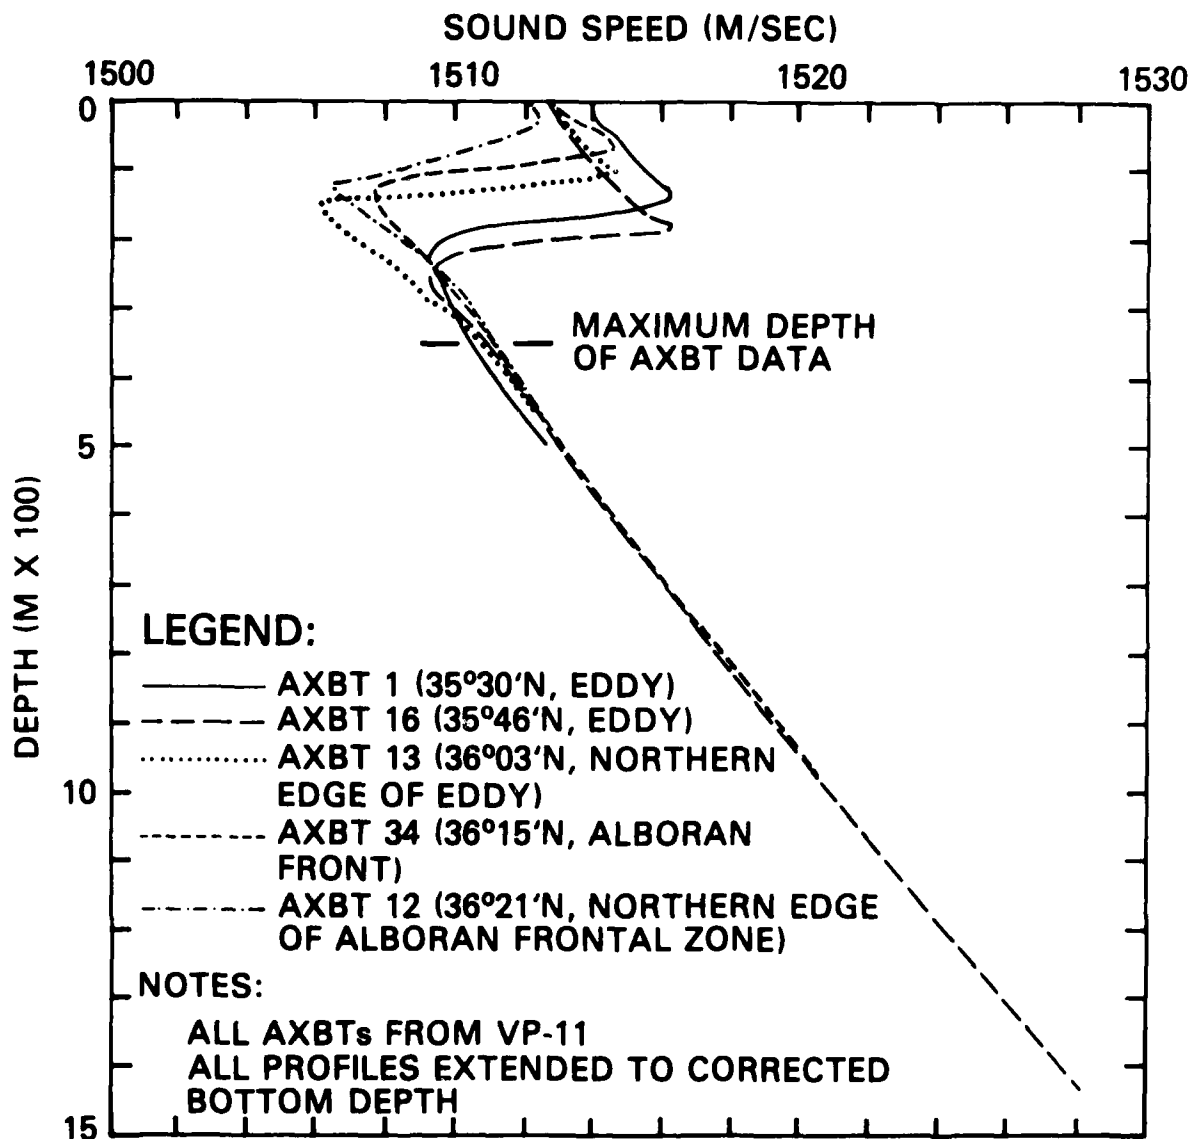 SOUND SPEED (M/SEC)
1500 1510 1520 1530
0
MAXIMUM DEPTH
OF AXBT DATA
5
DEPTH (M X 100)
LEGEND:
AXBT 1 (35°30'N, EDDY)
AXBT 16 (35°46'N, EDDY)
AXBT 13 (36°03'N, NORTHERN
EDGE OF EDDY)
10
AXBT 34 (36°15'N, ALBORAN
FRONT)
AXBT 12 (36°21'N, NORTHERN EDGE
OF ALBORAN FRONTAL ZONE)
NOTES:
ALL AXBTs FROM VP-11
ALL PROFILES EXTENDED TO CORRECTED
BOTTOM DEPTH
15